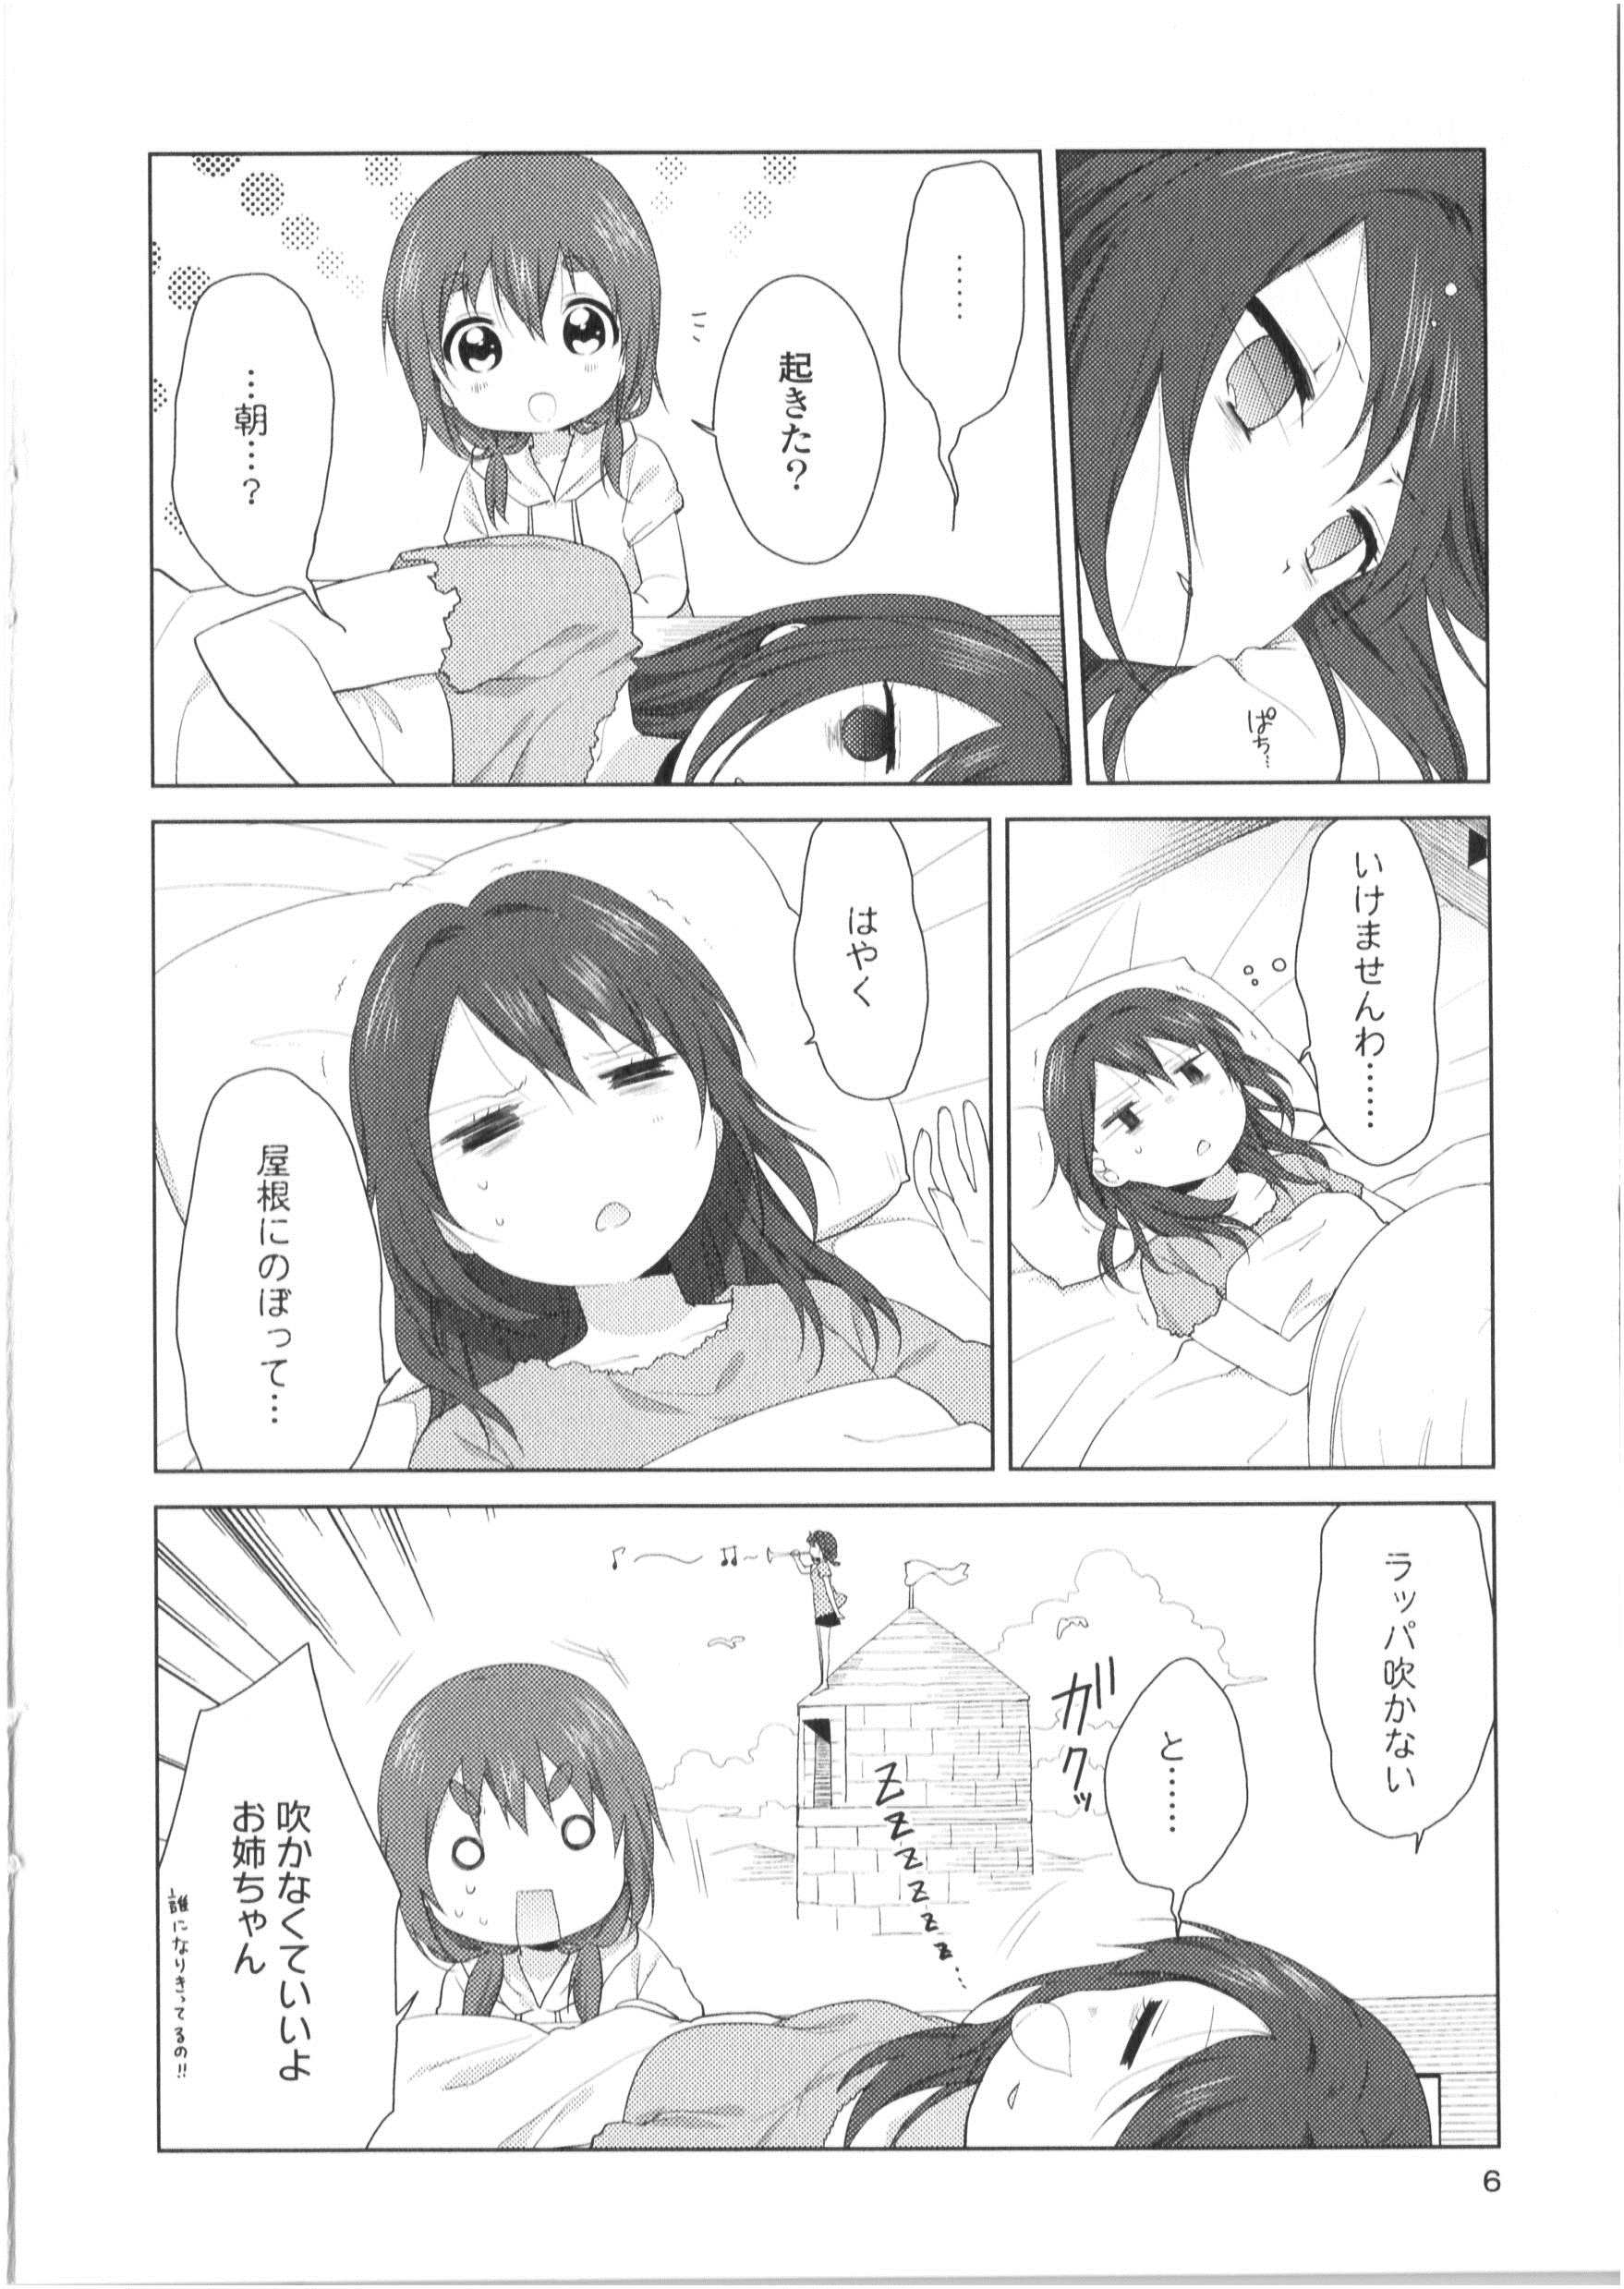 ぱち…
……
起きた?
…朝…?
いけませんわ……
はやく
屋根にのぼって…
ラッパ吹かない
と……
ガクッ
ZZZZZZ…
吹かなくていいよ
お姉ちゃん
誰になりきってるの!!
6